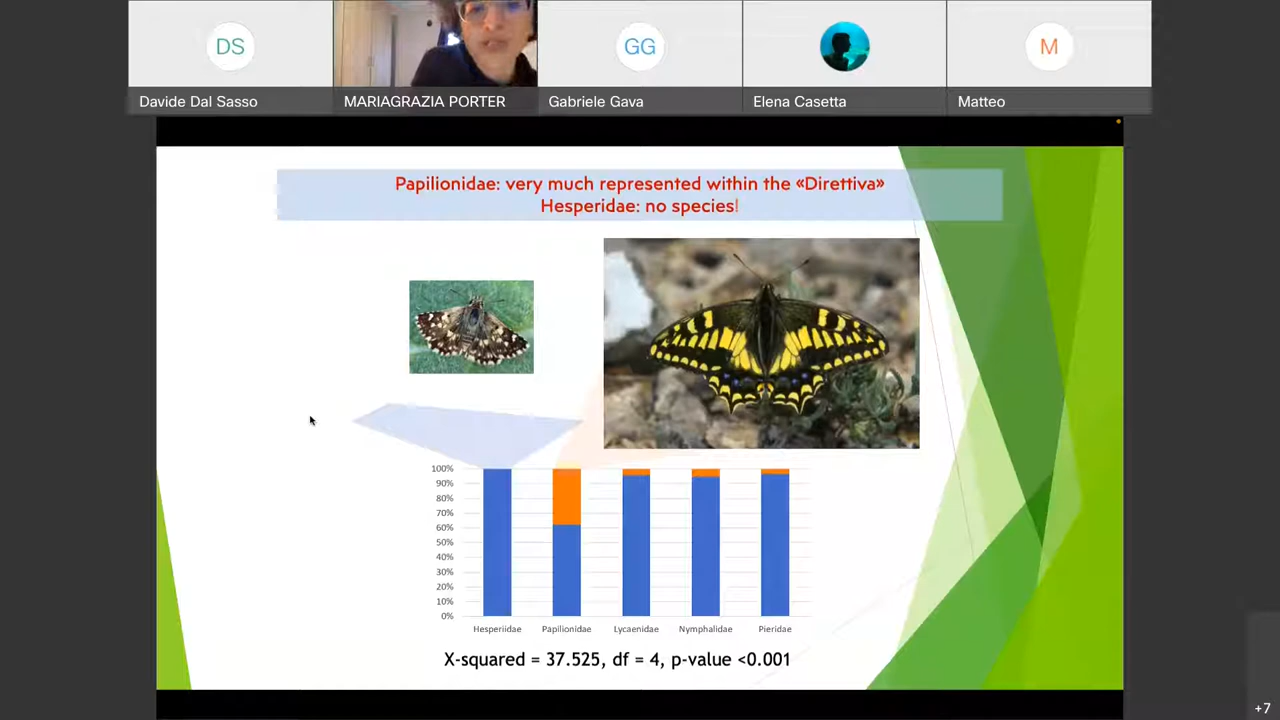 DS
GG
M
Davide Dal Sasso
MARIAGRAZIA PORTER
Gabriele Gava
Elena Casetta
Matteo
Papilionidae: very much represented within the «Direttiva»
Hesperidae: no species!
100%
90%
80%
70%
60%
50%
40%
30%
20%
10%
0%
Hesperiidae
Papilionidae
Lycaenidae
Nymphalidae
Pieridae
X-squared = 37.525, df = 4, p-value <0.001
+7